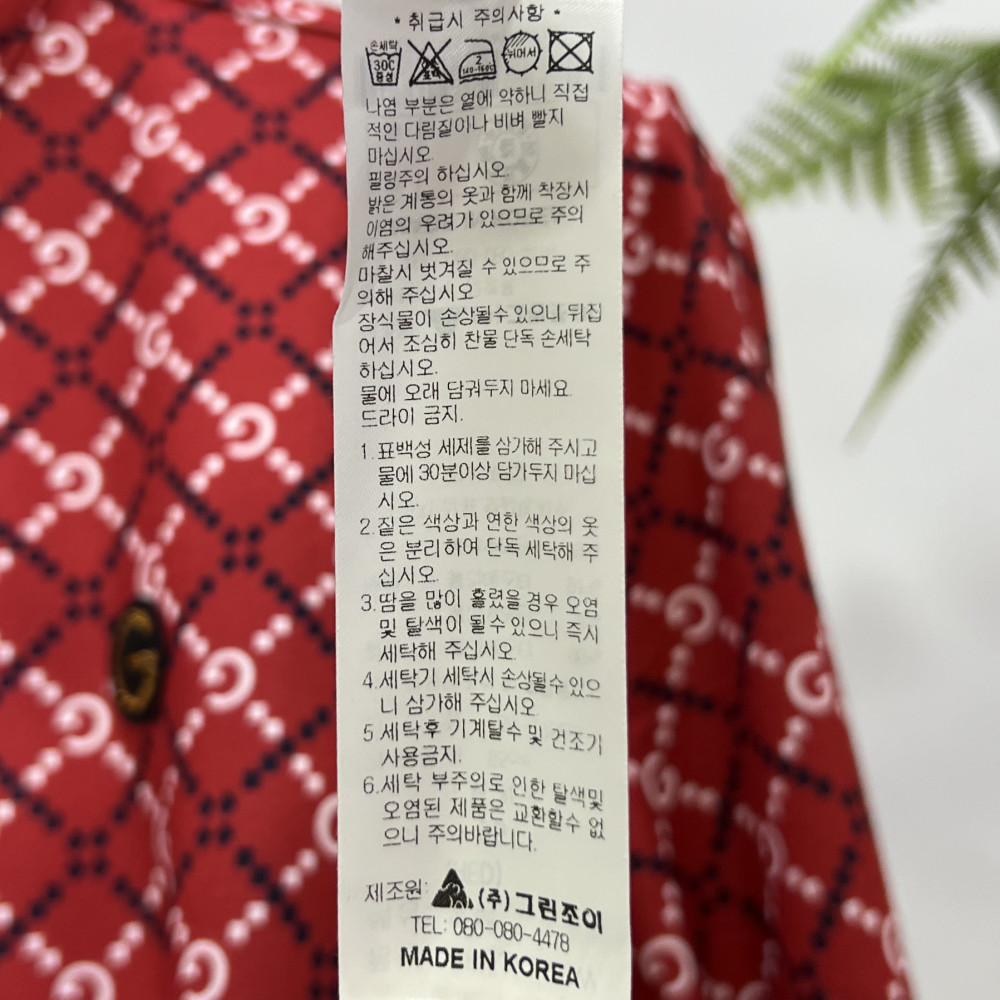 * 취급시 주의사항 *
손세탁
30C
중성
2
140-160℃
뉘어서
나염 부분은 열에 약하니 직접
적인 다림질이나 비벼 빨지
마십시오.
필링주의 하십시오.
밝은 계통의 옷과 함께 착장시
이염의 우려가 있으므로 주의
해주십시오.
마찰시 벗겨질 수 있으므로 주
의해 주십시오
장식물이 손상될수 있으니 뒤집
어서 조심히 찬물 단독 손세탁
하십시오.
물에 오래 담궈두지 마세요.
드라이 금지.
1.표백성 세제를 삼가해 주시고
물에 30분이상 담가두지 마십
시오.
2.짙은 색상과 연한 색상의 옷
은 분리하여 단독 세탁해 주
십시오.
3.땀을 많이 흘렸을 경우 오염
및 탈색이 될수 있으니 즉시
세탁해 주십시오.
4.세탁기 세탁시 손상될수 있으
니 삼가해 주십시오
5 세탁후 기계탈수 및 건조기
사용금지.
6.세탁 부주의로 인한 탈색및
오염된 제품은 교환할수 없
으니 주의바랍니다.
제조원: (주)그린조이
TEL: 080-080-4478
MADE IN KOREA
G